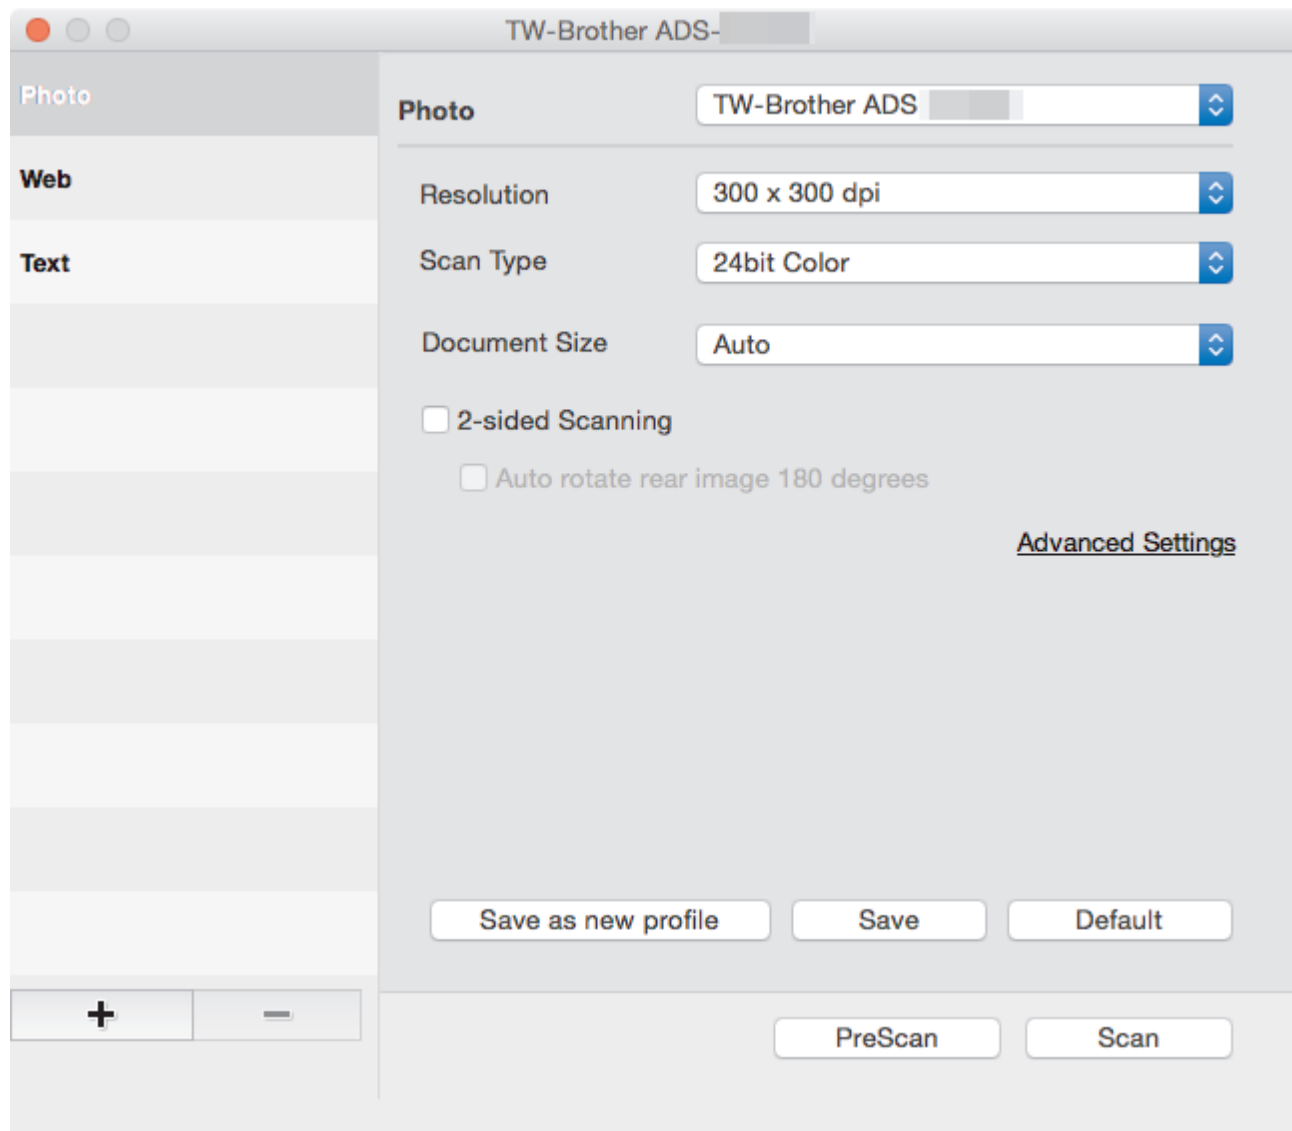 TW-Brother ADS-
Photo
Web
Text
Photo
TW-Brother ADS
Resolution
300 x 300 dpi
Scan Type
24bit Color
Document Size
Auto
2-sided Scanning
Auto rotate rear image 180 degrees
Advanced Settings
Save as new profile
Save
Default
PreScan
Scan